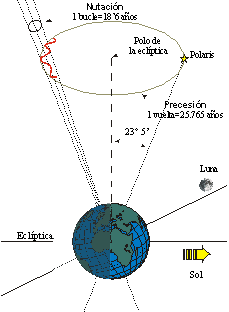 Nutación
1 bucle=18'6 años
Polo de
la eclíptica
Polaris
Precesión
1 vuelta=25.765 años
23° 5'
Luna
Eclíptica
Sol